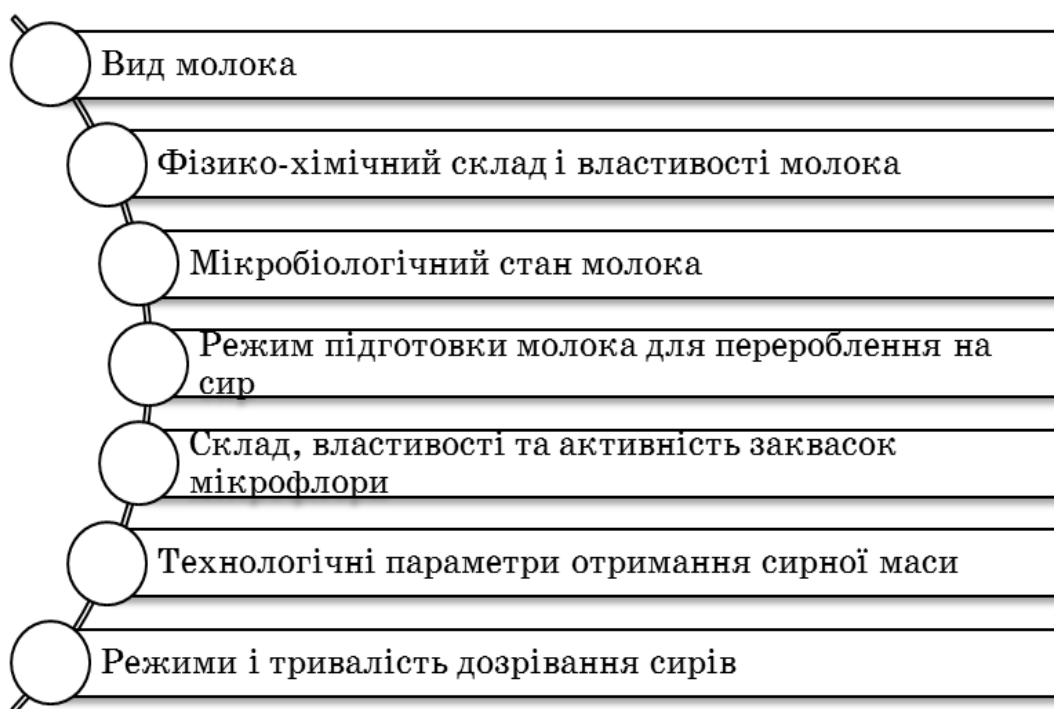 Вид молока
Фізико-хімічний склад і властивості молока
Мікробіологічний стан молока
Режим підготовки молока для перероблення на
сир
Склад, властивості та активність заквасок
мікрофлори
Технологічні параметри отримання сирної маси
Режими і тривалість дозрівання сирів